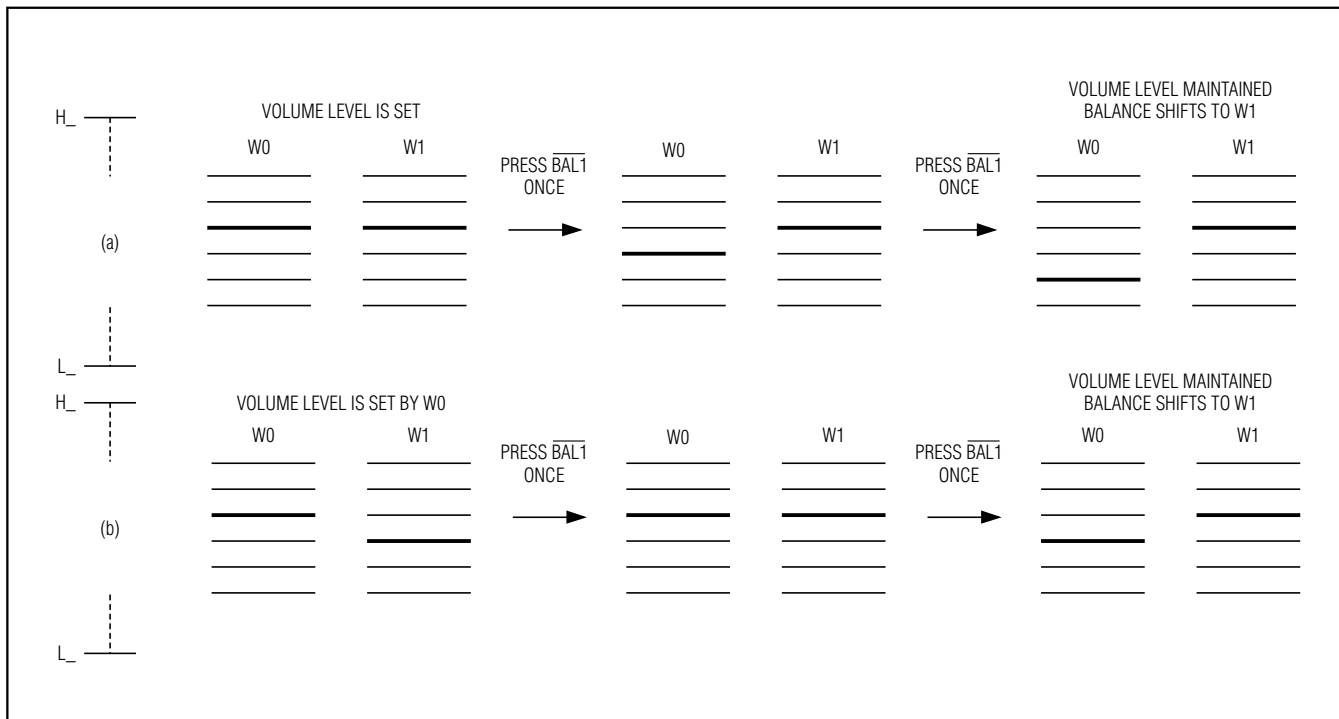 VOLUME LEVEL IS SET
VOLUME LEVEL MAINTAINED
BALANCE SHIFTS TO W1
H_
W0 W1
PRESS BAL1
ONCE
W0 W1
PRESS BAL1
ONCE
W0 W1
(a)
L_
H_
VOLUME LEVEL IS SET BY W0
VOLUME LEVEL MAINTAINED
BALANCE SHIFTS TO W1
W0 W1
PRESS BAL1
ONCE
W0 W1
PRESS BAL1
ONCE
W0 W1
(b)
L_